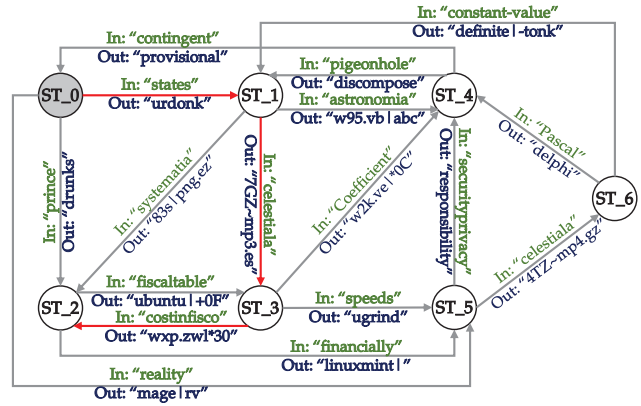 In: “constant-value”
Out: “definite|-tonk”
In: “contingent”
Out: “provisional”
In: “pigeonhole”
Out: “discompose”
In: “states”
Out: “urdonk”
In: “astronomia”
Out: “w95.vb|abc”
ST_0
ST_1
ST_4
In: “prince”
Out: “drunks”
In: “systematia”
Out: “83s|png.ez”
In: “celestiala”
Out: “7GZ~mp3.es”
In: “Coefficient”
Out: “w2k.ve|*0C”
In: “securityprivacy”
Out: “responsibility”
In: “Pascal”
Out: “delphi”
ST_6
In: “celestiala”
Out: “4TZ~mp4.gz”
In: “fiscaltable”
Out: “ubuntu|+0F”
In: “speeds”
Out: “ugrind”
ST_2
ST_3
ST_5
In: “costinfisco”
Out: “wxp.zwl*30”
In: “financially”
Out: “linuxmint|”
In: “reality”
Out: “mage|rv”